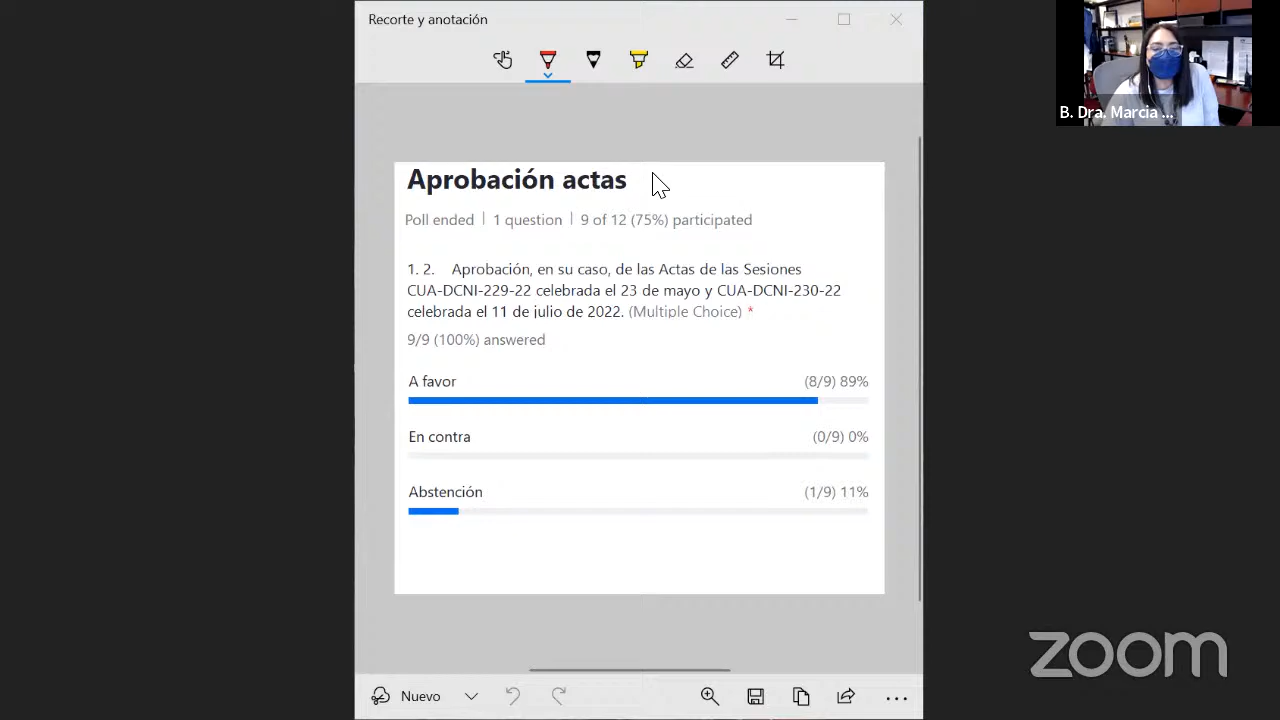 Recorte y anotación
B. Dra. Marcia ...
Aprobación actas
Poll ended | 1 question | 9 of 12 (75%) participated
1. 2. Aprobación, en su caso, de las Actas de las Sesiones
CUA-DCNI-229-22 celebrada el 23 de mayo y CUA-DCNI-230-22
celebrada el 11 de julio de 2022. (Multiple Choice) *
9/9 (100%) answered
A favor (8/9) 89%
En contra (0/9) 0%
Abstención (1/9) 11%
zoom
Nuevo